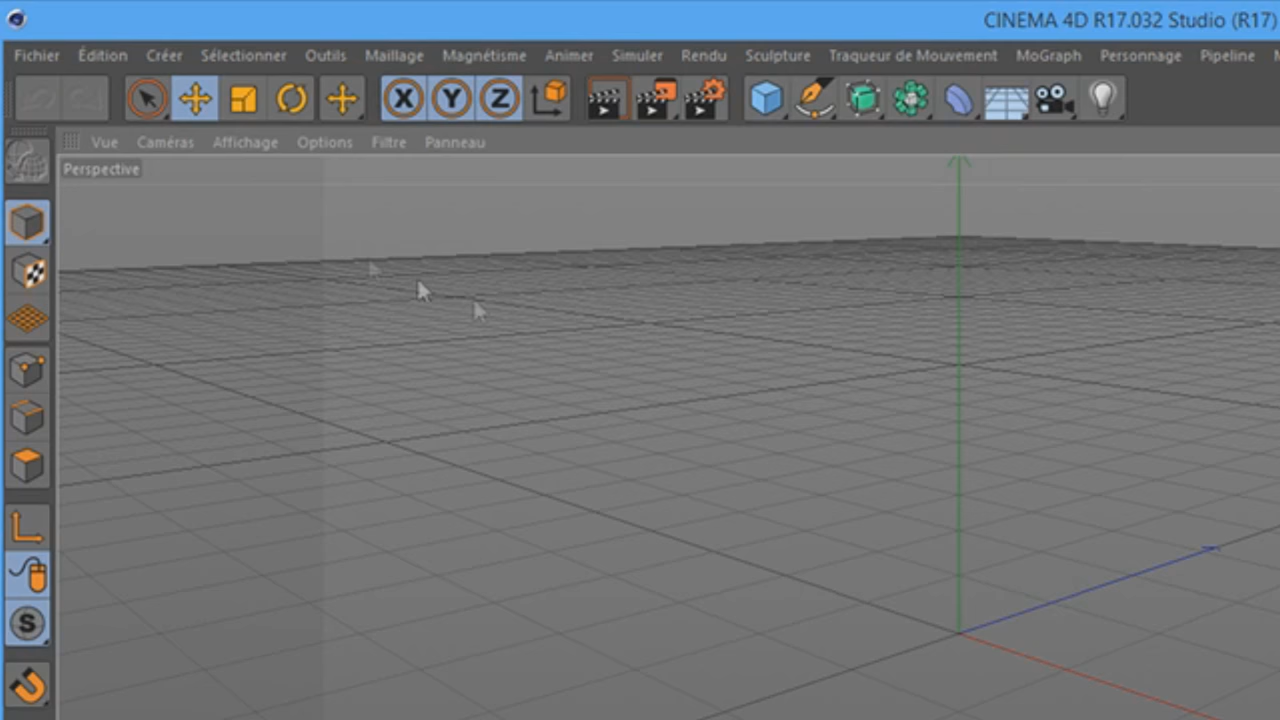 CINEMA 4D R17.032 Studio (R17)
Fichier Édition Créer Sélectionner Outils Maillage Magnétisme Animer Simuler Rendu Sculpture Traqueur de Mouvement MoGraph Personnage Pipeline
X Y Z
Vue Caméras Affichage Options Filtre Panneau
Perspective
S